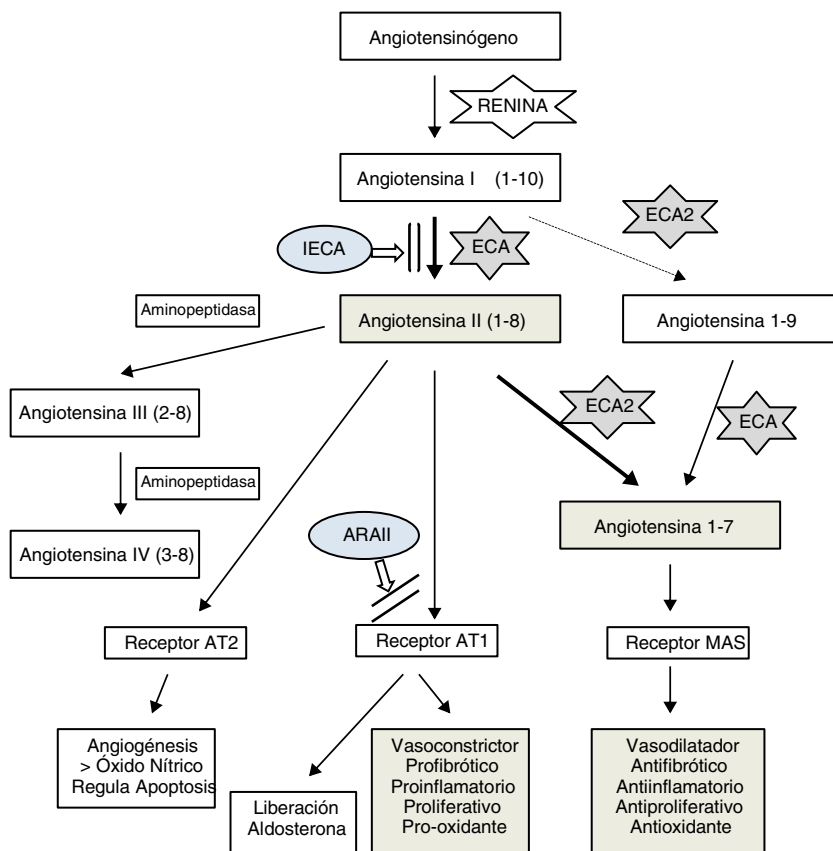 Angiotensinógeno
RENINA
Angiotensina I (1-10)
ECA2
IECA
ECA
Aminopeptidasa
Angiotensina II (1-8)
Angiotensina 1-9
Angiotensina III (2-8)
ECA2
ECA
Aminopeptidasa
Angiotensina 1-7
ARAII
Angiotensina IV (3-8)
Receptor AT2
Receptor AT1
Receptor MAS
Angiogénesis
> Óxido Nítrico
Regula Apoptosis
Liberación
Aldosterona
Vasoconstrictor
Profibrótico
Proinflamatorio
Proliferativo
Pro-oxidante
Vasodilatador
Antifibrótico
Antiinflamatorio
Antiproliferativo
Antioxidante